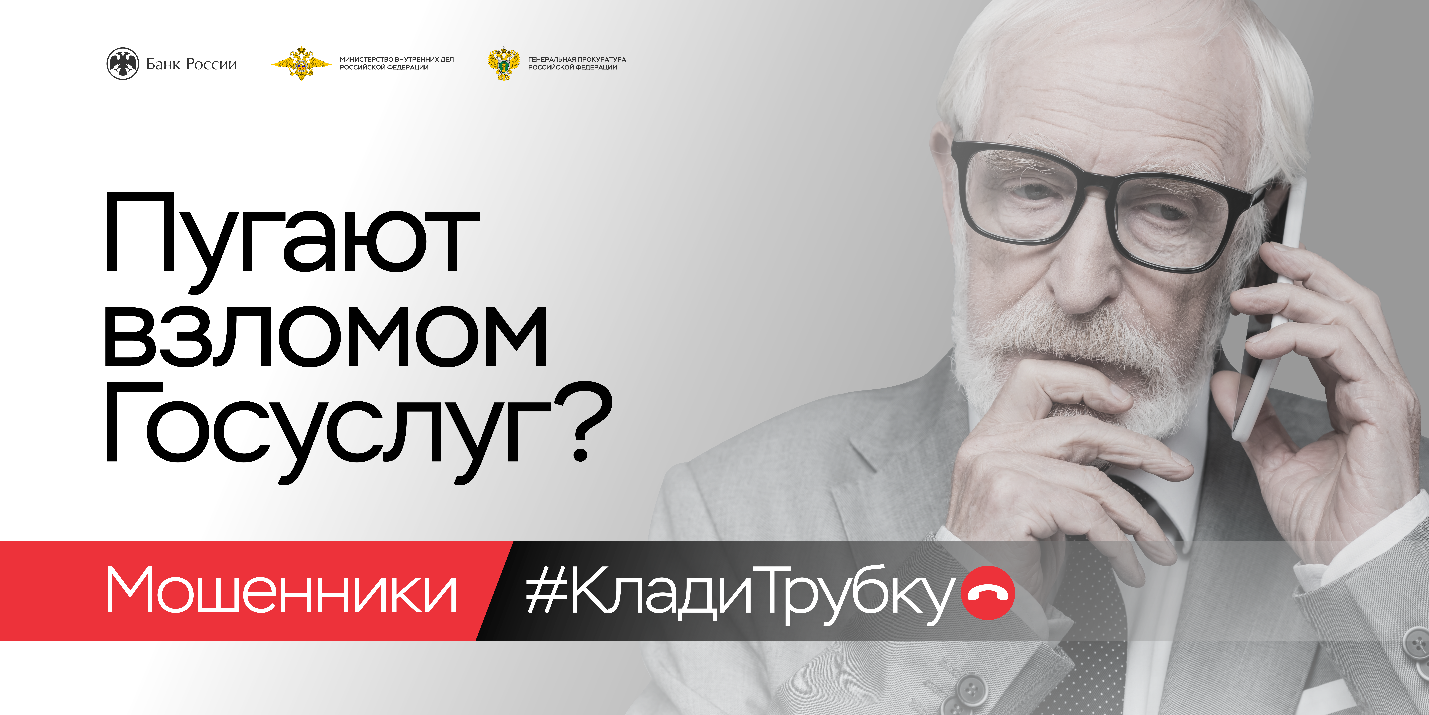 Банк России
МИНИСТЕРСТВО ВНУТРЕННИХ ДЕЛ
РОССИЙСКОЙ ФЕДЕРАЦИИ
ГЕНЕРАЛЬНАЯ ПРОКУРАТУРА
РОССИЙСКОЙ ФЕДЕРАЦИИ
Пугают
взломом
Госуслуг?
Мошенники #КладиТрубку